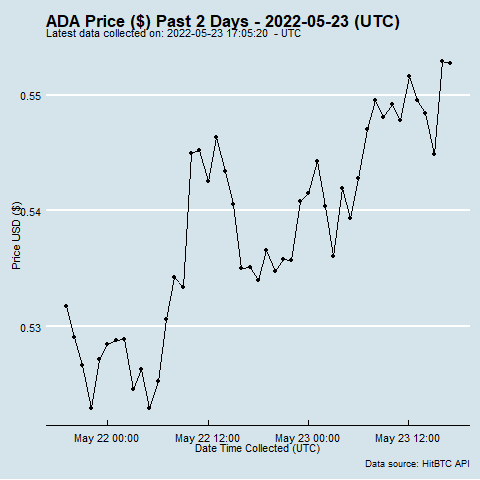 ADA Price ($) Past 2 Days - 2022-05-23 (UTC)
Latest data collected on: 2022-05-23 17:05:20  - UTC
0.55
0.54
0.53
Price USD ($)
May 22 00:00
May 22 12:00
May 23 00:00
May 23 12:00
Date Time Collected (UTC)
Data source: HitBTC API